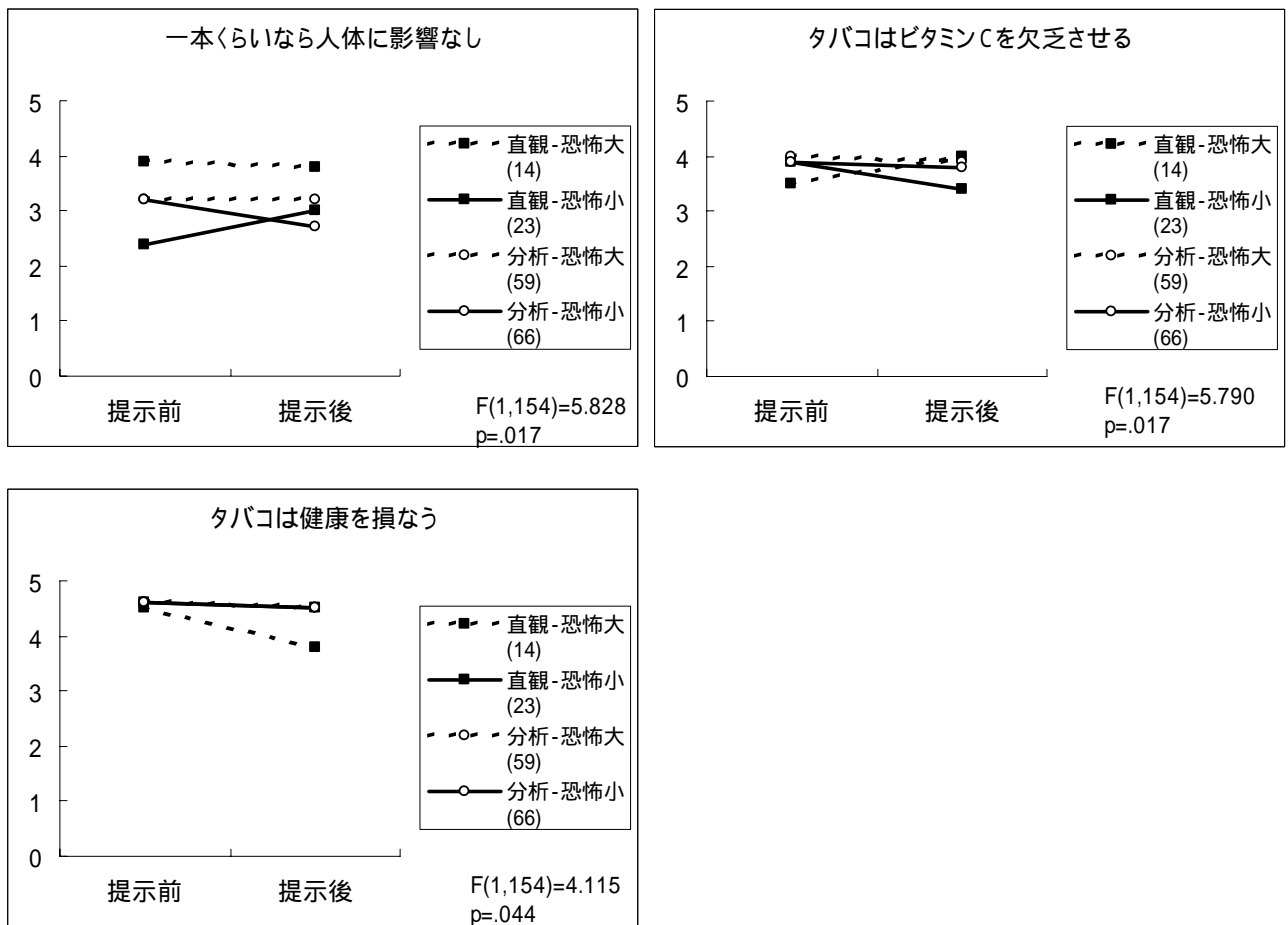 一本くらいなら人体に影響なし
5
4
3
2
1
0
提示前 提示後
直観-恐怖大
(14)
直観-恐怖小
(23)
分析-恐怖大
(59)
分析-恐怖小
(66)
F(1,154)=5.828
p=.017
タバコはビタミンCを欠乏させる
5
4
3
2
1
0
提示前 提示後
直観-恐怖大
(14)
直観-恐怖小
(23)
分析-恐怖大
(59)
分析-恐怖小
(66)
F(1,154)=5.790
p=.017
タバコは健康を損なう
5
4
3
2
1
0
提示前 提示後
直観-恐怖大
(14)
直観-恐怖小
(23)
分析-恐怖大
(59)
分析-恐怖小
(66)
F(1,154)=4.115
p=.044